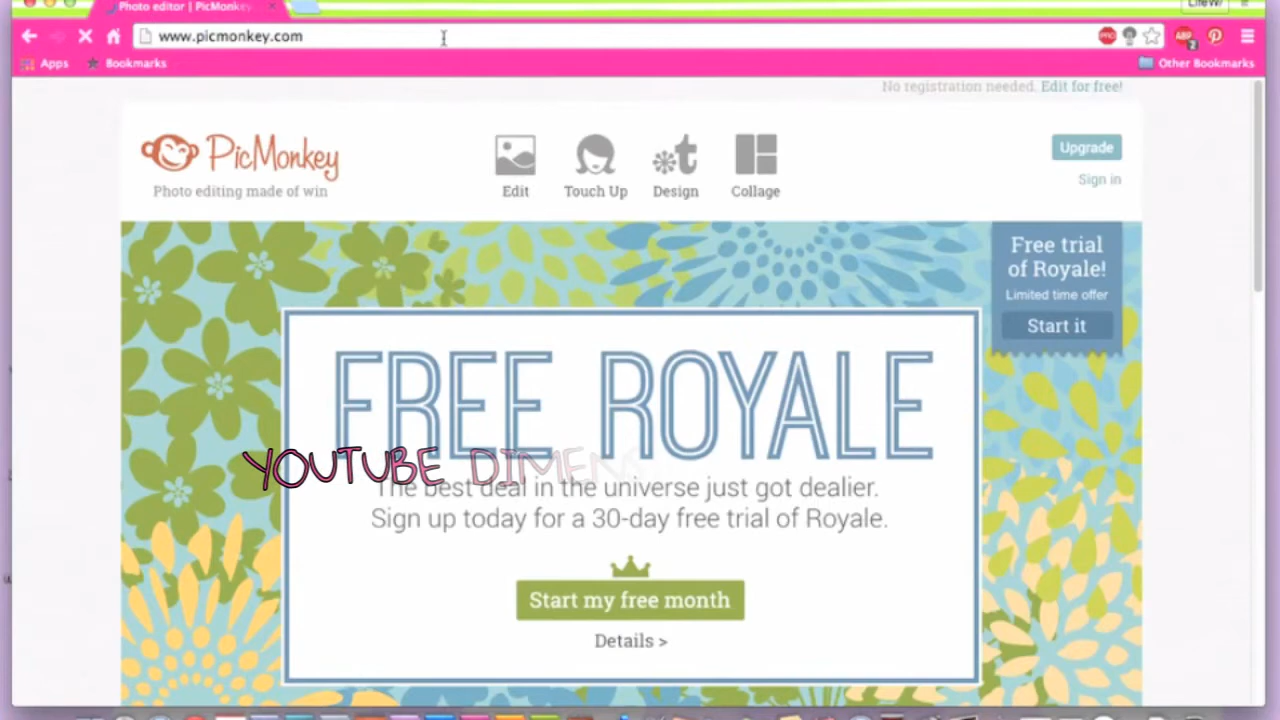 Photo editor | PicMonkey
www.picmonkey.com
ABP
2
Apps
Bookmarks
Other Bookmarks
No registration needed. Edit for free!
PicMonkey
Photo editing made of win
Edit
Touch Up
Design
Collage
Upgrade
Sign in
Free trial
of Royale!
Limited time offer
Start it
FREE ROYALE
YOUTUBE DIMENS
The best deal in the universe just got dealier.
Sign up today for a 30-day free trial of Royale.
Start my free month
Details >